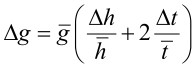 Δg = g̅ ( Δh / h̅ + 2 Δt / t̅ )